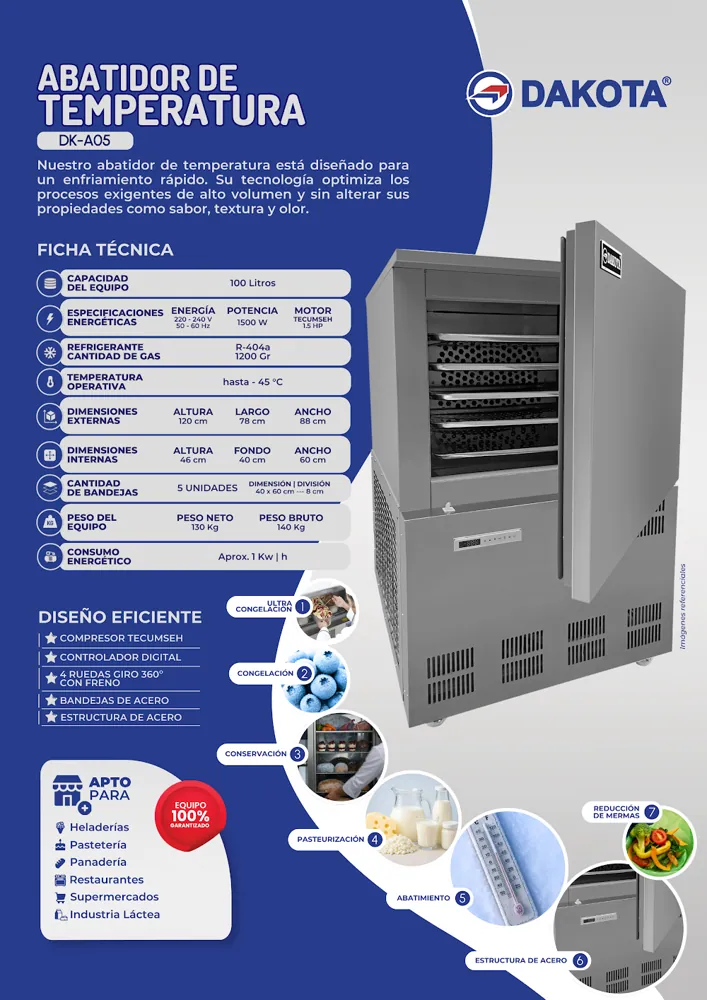 ABATIDOR DE
TEMPERATURA
DK-A05
DAKOTA®
Nuestro abatidor de temperatura está diseñado para
un enfriamiento rápido. Su tecnología optimiza los
procesos exigentes de alto volumen y sin alterar sus
propiedades como sabor, textura y olor.
FICHA TÉCNICA
CAPACIDAD
DEL EQUIPO
100 Litros
ESPECIFICACIONES
ENERGÉTICAS
ENERGÍA
220 - 240 V
50 - 60 Hz
POTENCIA
1500 W
MOTOR
TECUMSEH
1.5 HP
REFRIGERANTE
CANTIDAD DE GAS
R-404a
1200 Gr
TEMPERATURA
OPERATIVA
hasta - 45 °C
DIMENSIONES
EXTERNAS
ALTURA
120 cm
LARGO
78 cm
ANCHO
88 cm
DIMENSIONES
INTERNAS
ALTURA
46 cm
FONDO
40 cm
ANCHO
60 cm
CANTIDAD
DE BANDEJAS
5 UNIDADES
DIMENSIÓN | DIVISIÓN
40 x 60 cm --- 8 cm
KG
PESO DEL
EQUIPO
PESO NETO
130 Kg
PESO BRUTO
140 Kg
CONSUMO
ENERGÉTICO
Aprox. 1 Kw | h
DAKOTA
Imágenes referenciales
DISEÑO EFICIENTE
COMPRESOR TECUMSEH
CONTROLADOR DIGITAL
4 RUEDAS GIRO 360°
CON FRENO
BANDEJAS DE ACERO
ESTRUCTURA DE ACERO
ULTRA
CONGELACIÓN 1
CONGELACIÓN 2
CONSERVACIÓN 3
PASTEURIZACIÓN 4
ABATIMIENTO 5
ESTRUCTURA DE ACERO 6
REDUCCIÓN
DE MERMAS 7
APTO
PARA
EQUIPO
100%
GARANTIZADO
Heladerías
Pastetería
Panadería
Restaurantes
Supermercados
Industria Láctea